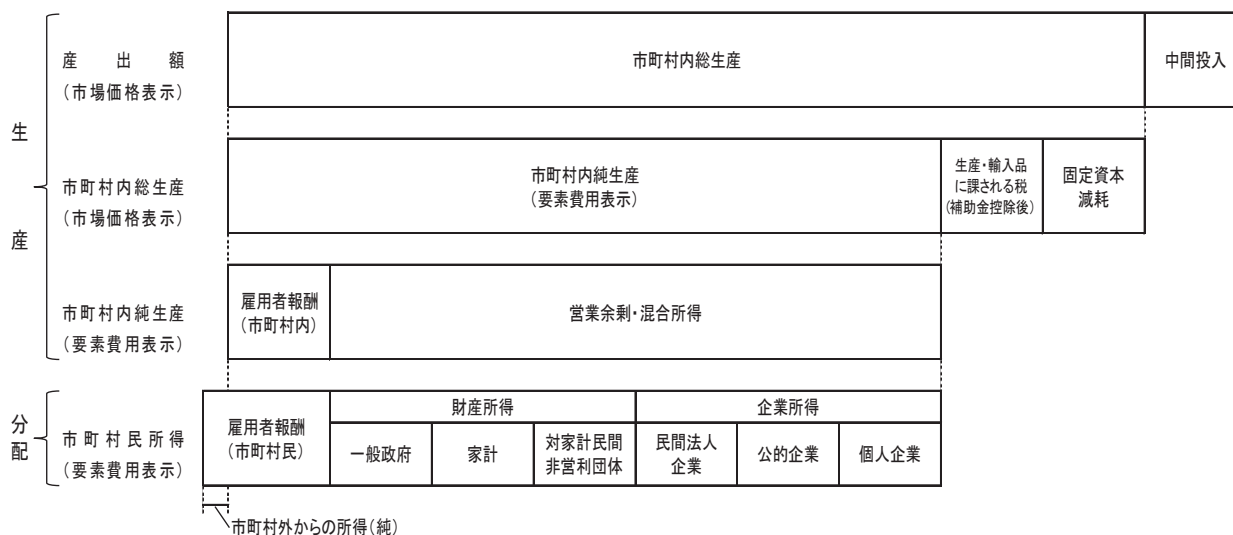 生産
産出額
（市場価格表示）
市町村内総生産
中間投入
市町村内総生産
（市場価格表示）
市町村内純生産
（要素費用表示）
生産・輸入品
に課される税
（補助金控除後）
固定資本
減耗
市町村内純生産
（要素費用表示）
雇用者報酬
（市町村内）
営業余剰・混合所得
分配
市町村民所得
（要素費用表示）
雇用者報酬
（市町村民）
財産所得
企業所得
一般政府
家計
対家計民間
非営利団体
民間法人
企業
公的企業
個人企業
市町村外からの所得（純）